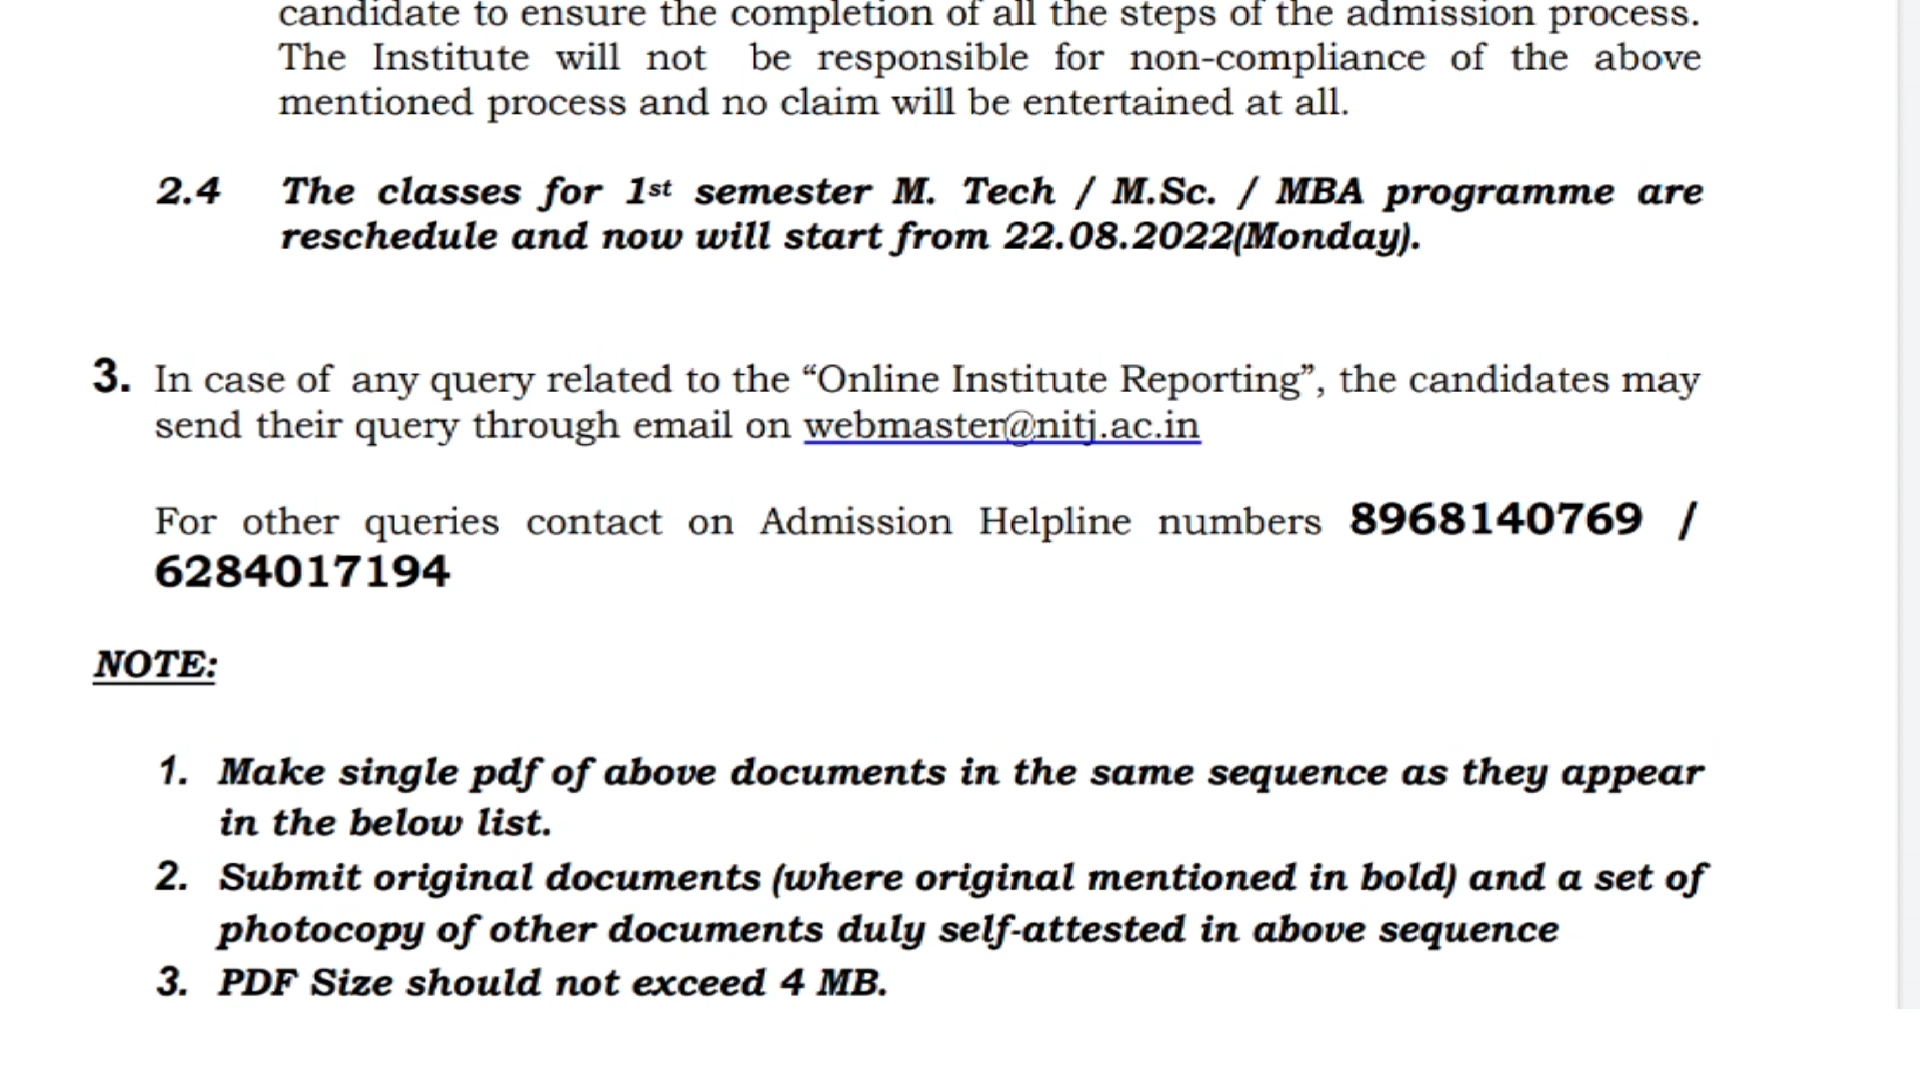 candidate to ensure the completion of all the steps of the admission process.
The Institute will not be responsible for non-compliance of the above
mentioned process and no claim will be entertained at all.
2.4 The classes for 1st semester M. Tech / M.Sc. / MBA programme are
reschedule and now will start from 22.08.2022(Monday).
3. In case of any query related to the “Online Institute Reporting”, the candidates may
send their query through email on webmaster@nitj.ac.in
For other queries contact on Admission Helpline numbers 8968140769 /
6284017194
NOTE:
1. Make single pdf of above documents in the same sequence as they appear
in the below list.
2. Submit original documents (where original mentioned in bold) and a set of
photocopy of other documents duly self-attested in above sequence
3. PDF Size should not exceed 4 MB.